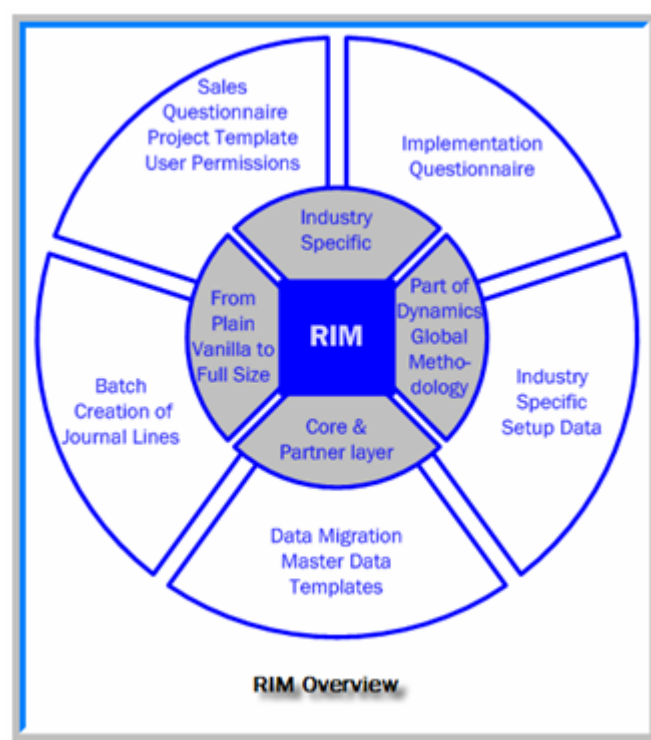 Sales
Questionnaire
Project Template
User Permissions
Implementation
Questionnaire
Industry
Specific
From
Plain
Vanilla to
Full Size
RIM
Part of
Dynamics
Global
Metho-
dology
Batch
Creation of
Journal Lines
Industry
Specific
Setup Data
Core &
Partner layer
Data Migration
Master Data
Templates
RIM Overview